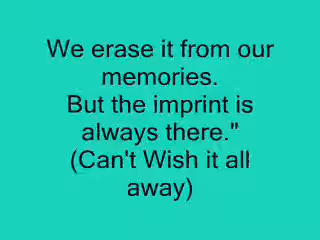 We erase it from our
memories.
But the imprint is
always there."
(Can't Wish it all
away)